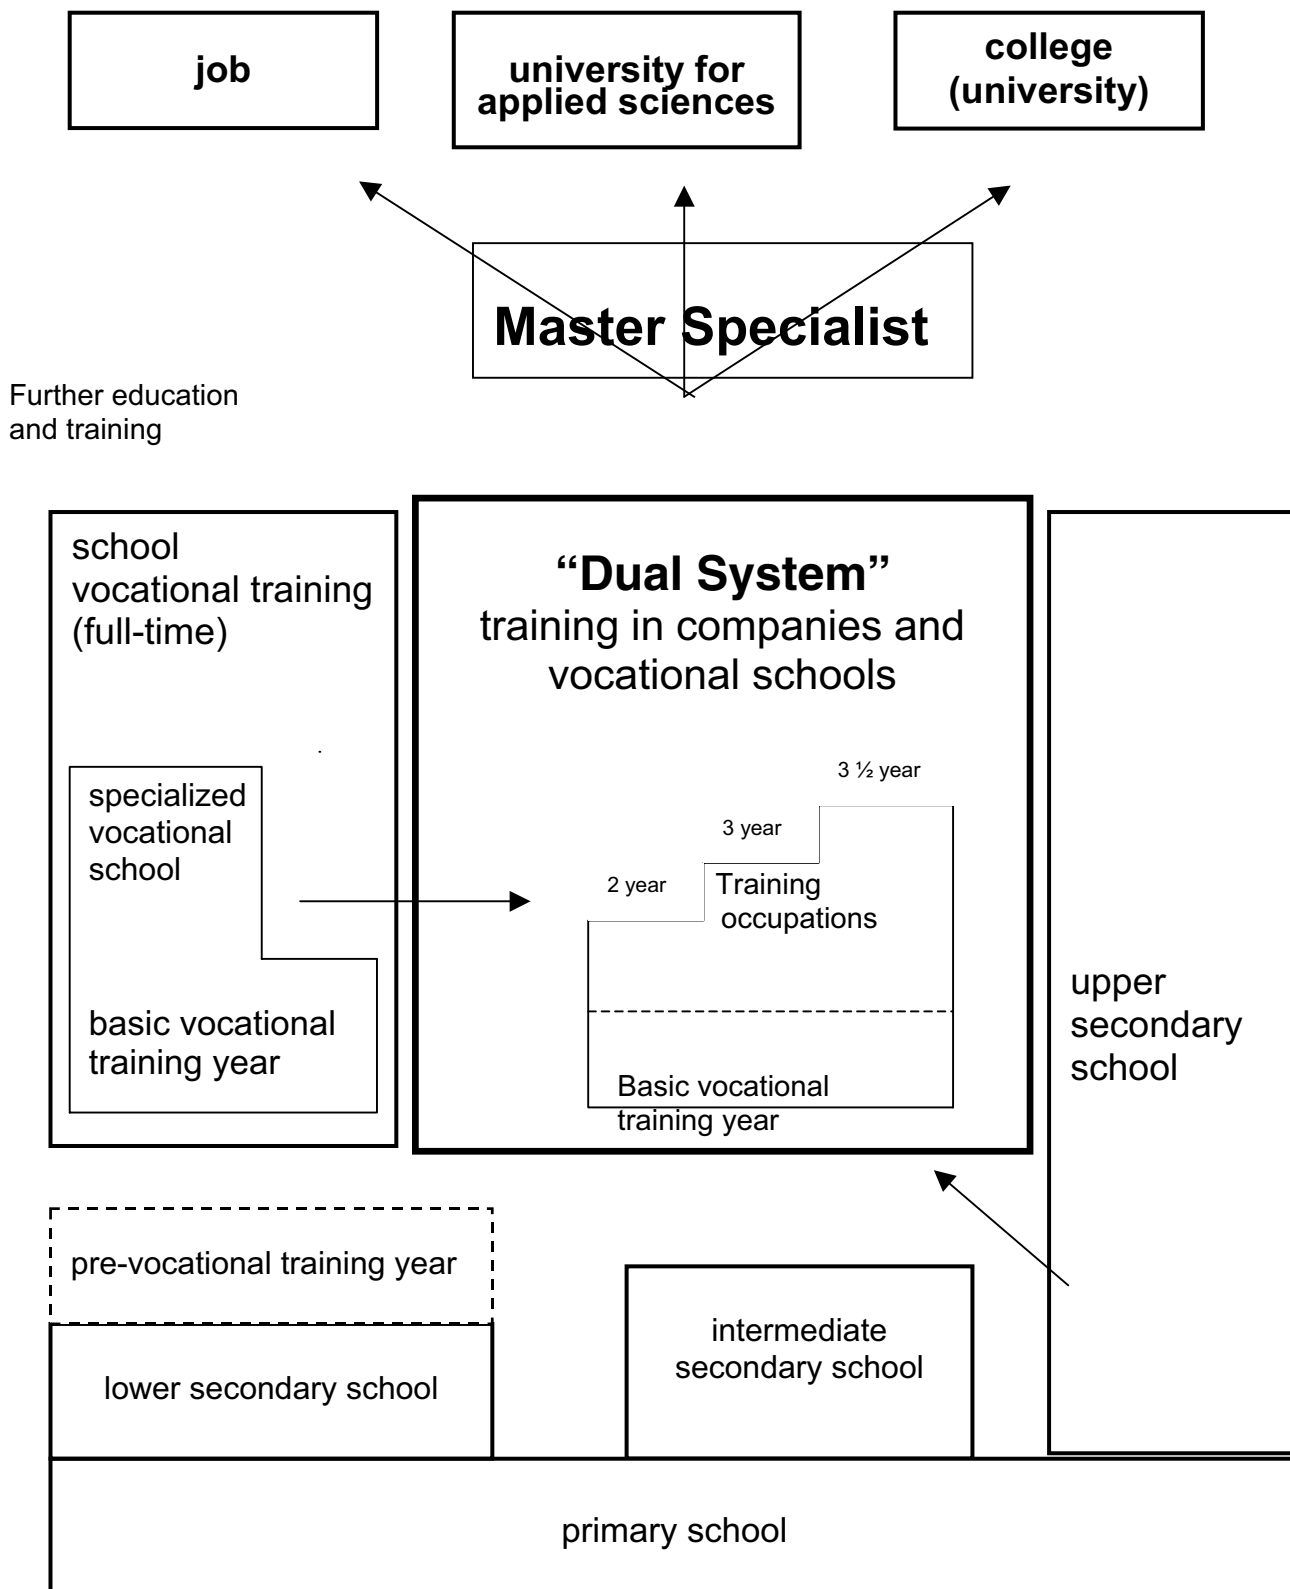 job
university for
applied sciences
college
(university)
Master Specialist
Further education
and training
school
vocational training
(full-time)
“Dual System”
training in companies and
vocational schools
specialized
vocational
school
basic vocational
training year
3 ½ year
3 year
2 year
Training
occupations
Basic vocational
training year
upper
secondary
school
pre-vocational training year
lower secondary school
intermediate
secondary school
primary school